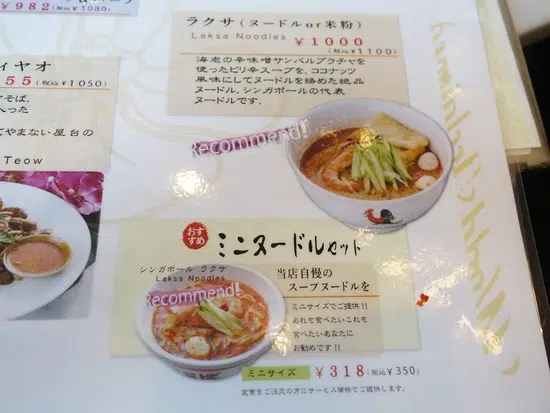 ¥982(税込¥1080)
ラクサ(ヌードルor米粉)
Laksa Noodles ¥1000
(税込¥1100)
海老の辛味噌サンバルブラチャを
使ったピリ辛スープを、ココナッツ
風味にしてヌードルを絡めた絶品
ヌードル。シンガポールの代表
ヌードルです。
Recommend!
ィヤオ
55(税込¥1050)
そば。
入った
てやまない屋台の
Teow
おすすめ
ミニヌードルセット
シンガポール ラクサ
Laksa Noodles
Recommend!
当店自慢の
スープヌードルを
ミニサイズでご提供!!
あれも食べたいこれも
食べたいあなたに
お勧めです!!
ミニサイズ ¥318(税込¥350)
定食をご注文の方にサービス価格でご提供します。